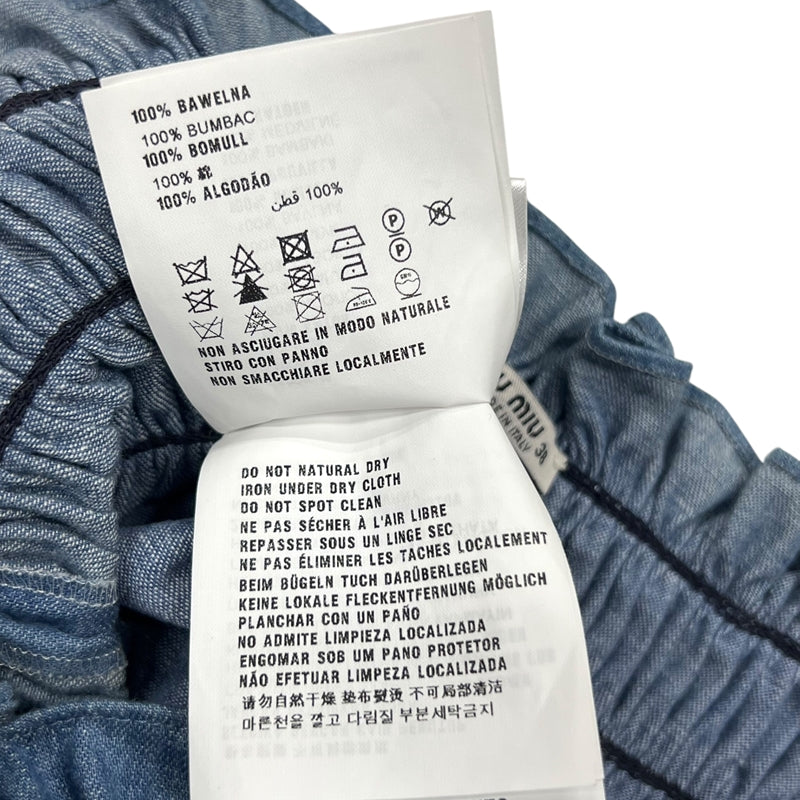 100% BAWELNA
100% BUMBAC
100% BOMULL
100% 棉
100% ALGODÃO
100% قطن
P
W
P
NON ASCIUGARE IN MODO NATURALE
STIRO CON PANNO
NON SMACCHIARE LOCALMENTE
MIU
IN ITALY
38
DO NOT NATURAL DRY
IRON UNDER DRY CLOTH
DO NOT SPOT CLEAN
NE PAS SÉCHER À L'AIR LIBRE
REPASSER SOUS UN LINGE SEC
NE PAS ÉLIMINER LES TACHES LOCALEMENT
BEIM BÜGELN TUCH DARÜBERLEGEN
KEINE LOKALE FLECKENTFERNUNG MÖGLICH
PLANCHAR CON UN PAÑO
NO ADMITE LIMPIEZA LOCALIZADA
ENGOMAR SOB UM PANO PROTETOR
NÃO EFETUAR LIMPEZA LOCALIZADA
请勿自然干燥 垫布熨烫 不可局部清洁
마른천을 깔고 다림질 부분세탁금지